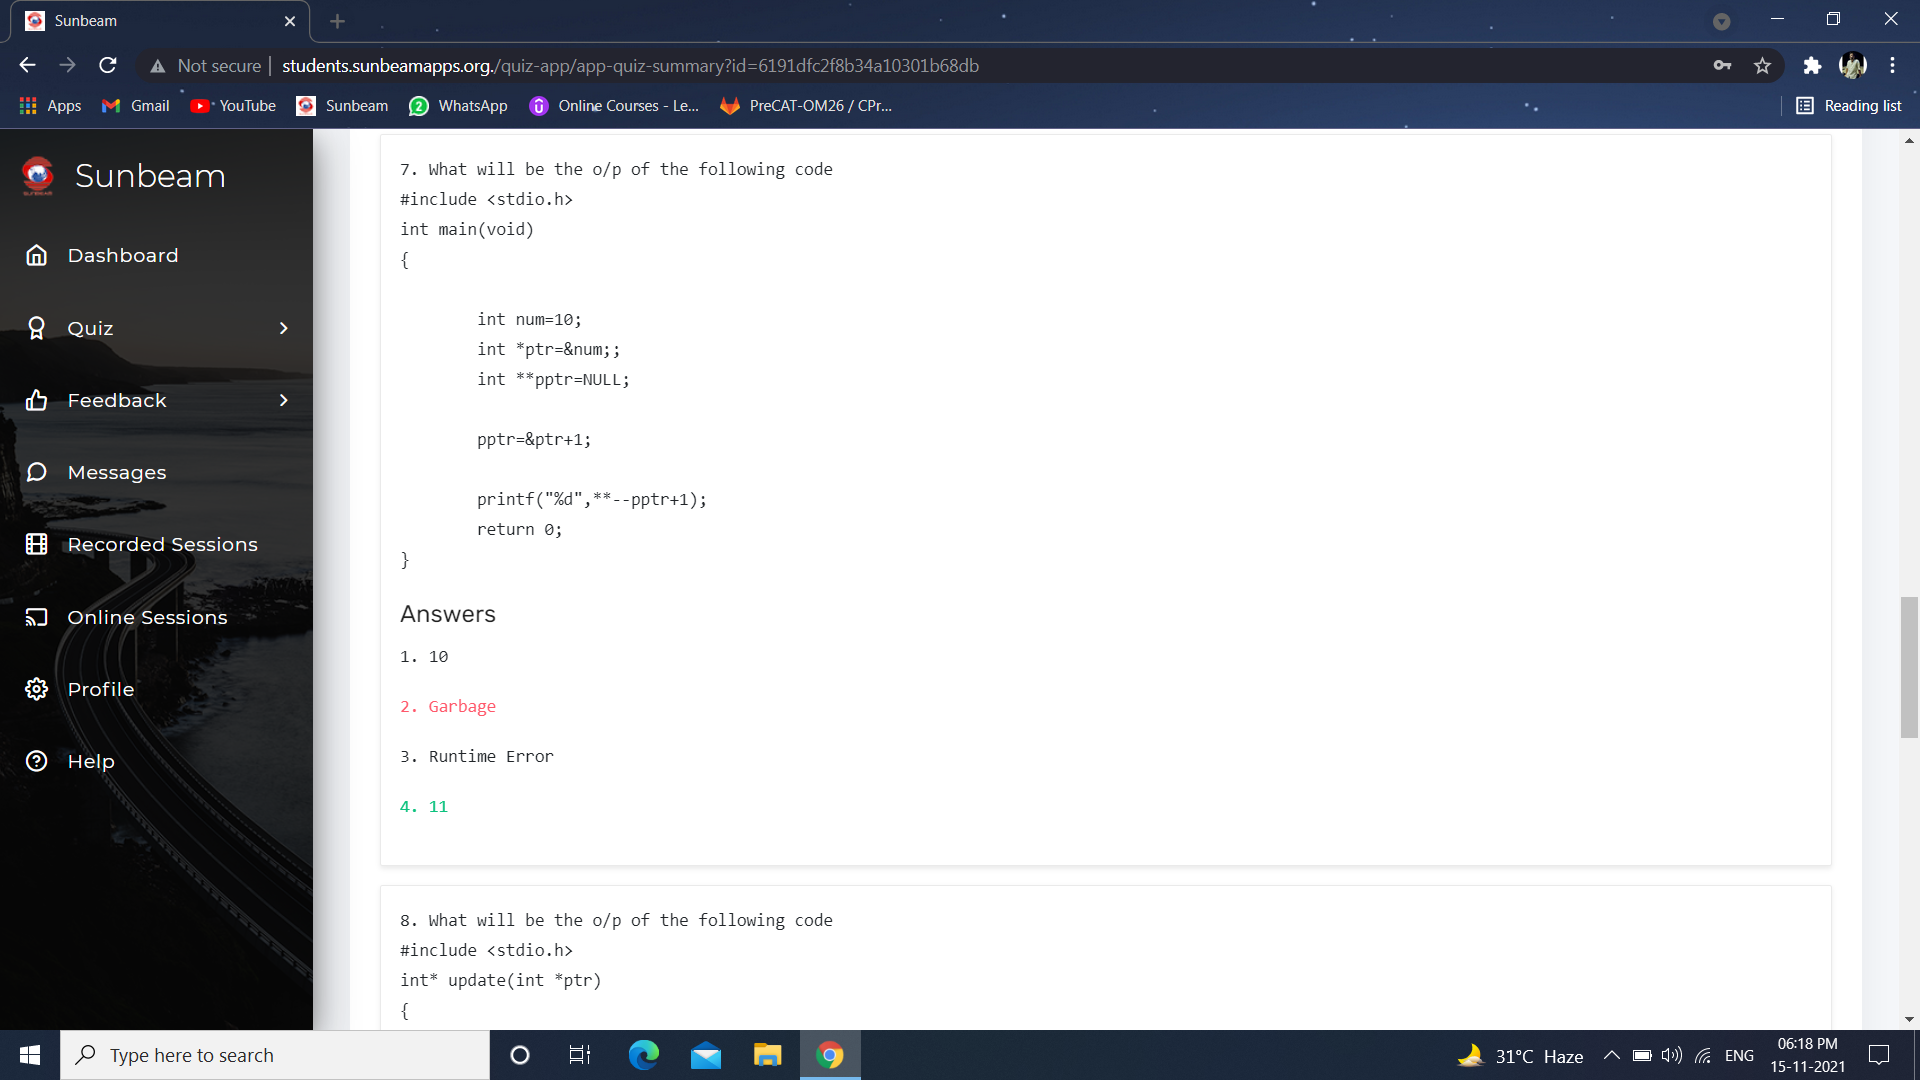 Sunbeam
Not secure
students.sunbeamapps.org./quiz-app/app-quiz-summary?id=6191dfc2f8b34a10301b68db
Apps
Gmail
YouTube
Sunbeam
2
WhatsApp
Online Courses - Le...
PreCAT-OM26 / CPr...
Reading list
Sunbeam
Dashboard
Quiz
Feedback
Messages
Recorded Sessions
Online Sessions
Profile
Help
7. What will be the o/p of the following code
#include <stdio.h>
int main(void)
{
int num=10;
int *ptr=&num;;
int **pptr=NULL;
pptr=&ptr+1;
printf("%d",**--pptr+1);
return 0;
}
Answers
1. 10
2. Garbage
3. Runtime Error
4. 11
8. What will be the o/p of the following code
#include <stdio.h>
int* update(int *ptr)
{
Type here to search
31°C Haze
ENG
06:18 PM
15-11-2021